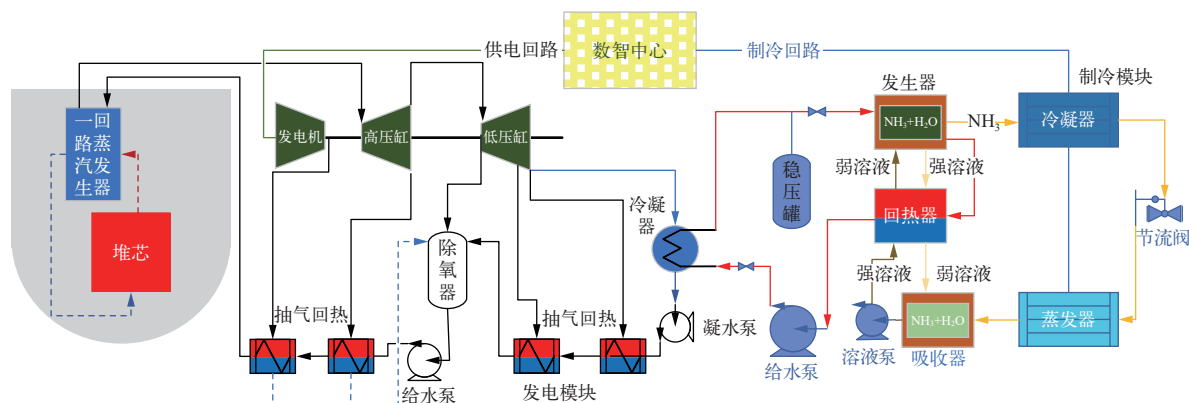 供电回路
数智中心
制冷回路
制冷模块
发生器
一回
路蒸
汽发
生器
发电机
高压缸
低压缸
NH₃+H₂O
NH₃
冷凝器
弱溶液
强溶液
稳
压
罐
冷
凝
器
回热器
节流阀
堆芯
除
氧
器
强溶液
弱溶液
抽气回热
抽气回热
凝水泵
NH₃+H₂O
蒸发器
给水泵
发电模块
给水泵
溶液泵
吸收器